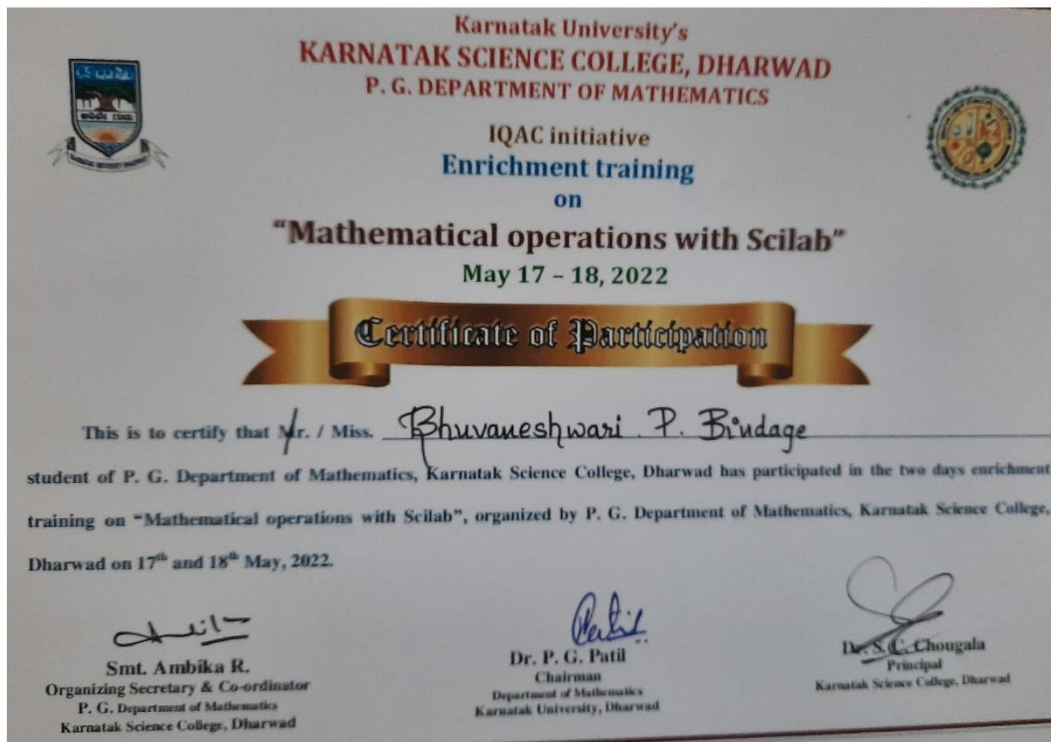 Karnatak University's
KARNATAK SCIENCE COLLEGE, DHARWAD
P. G. DEPARTMENT OF MATHEMATICS
IQAC initiative
Enrichment training
on
“Mathematical operations with Scilab”
May 17 – 18, 2022
Certificate of Participation
This is to certify that Mr. / Miss. Bhuvaneshwari. P. Bindage
student of P. G. Department of Mathematics, Karnatak Science College, Dharwad has participated in the two days enrichment
training on “Mathematical operations with Scilab”, organized by P. G. Department of Mathematics, Karnatak Science College,
Dharwad on 17th and 18th May, 2022.
Smt. Ambika R.
Organizing Secretary & Co-ordinator
P. G. Department of Mathematics
Karnatak Science College, Dharwad
Dr. P. G. Patil
Chairman
Department of Mathematics
Karnatak University, Dharwad
Dr. S. C. Chougala
Principal
Karnatak Science College, Dharwad